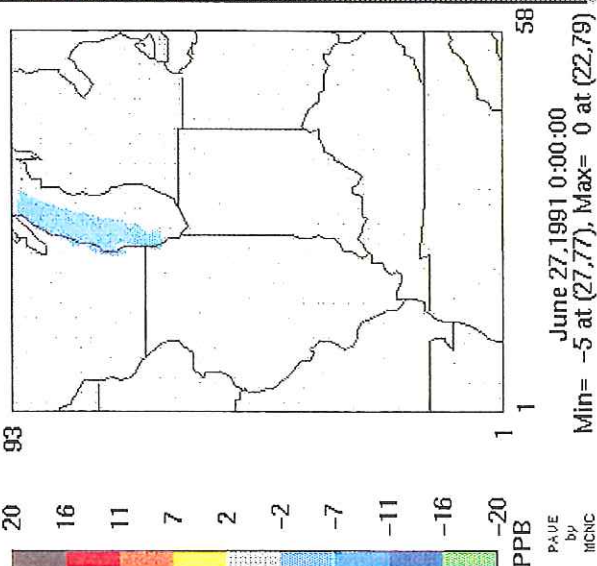 20
16
11
7
2
-2
-7
-11
-16
-20
PPB
PAVE
by
MCNC
93
1
1
58
June 27,1991 0:00:00
Min= -5 at (27,77), Max= 0 at (22,79)